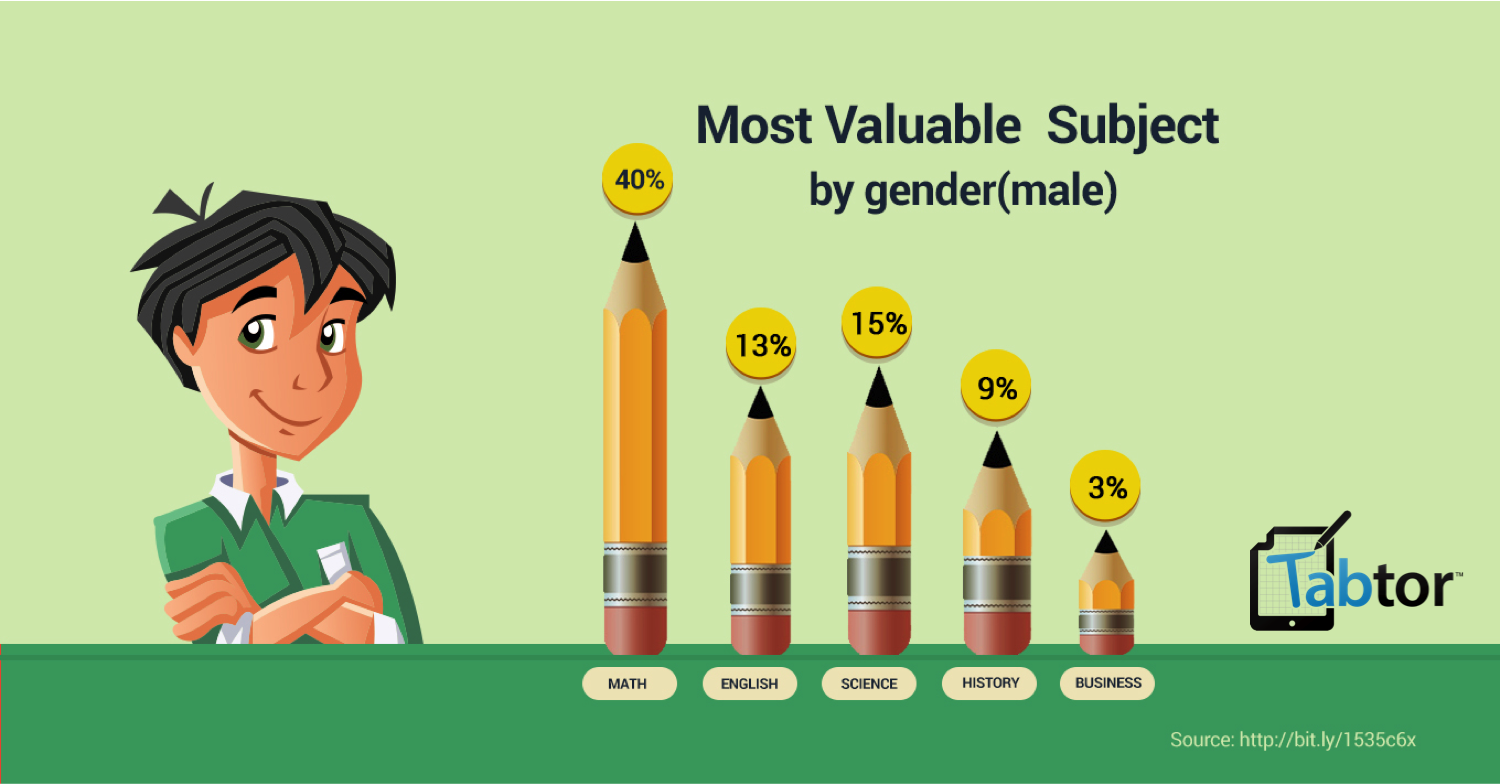 Most Valuable Subject
by gender(male)
40%
13%
15%
9%
3%
MATH
ENGLISH
SCIENCE
HISTORY
BUSINESS
Tabtor™
Source: http://bit.ly/1535c6x